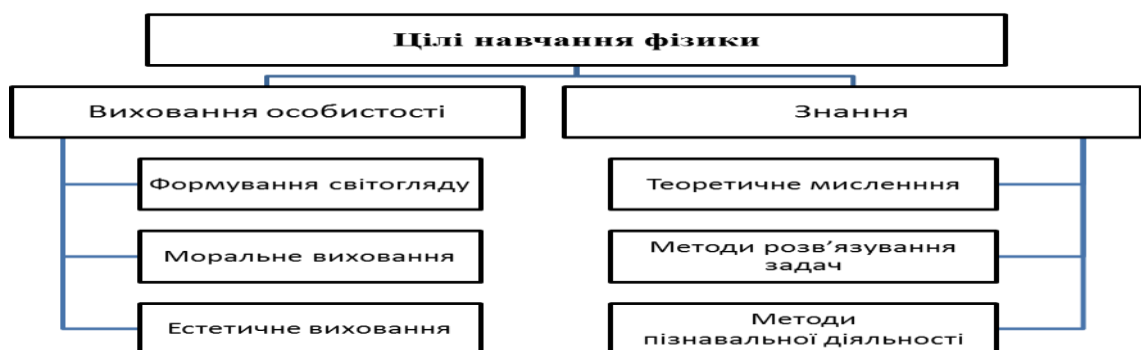 Цілі навчання фізики
Виховання особистості
Знання
Формування світогляду
Теоретичне мисленння
Моральне виховання
Методи розв’язування
задач
Естетичне виховання
Методи
пізнавальної діяльності